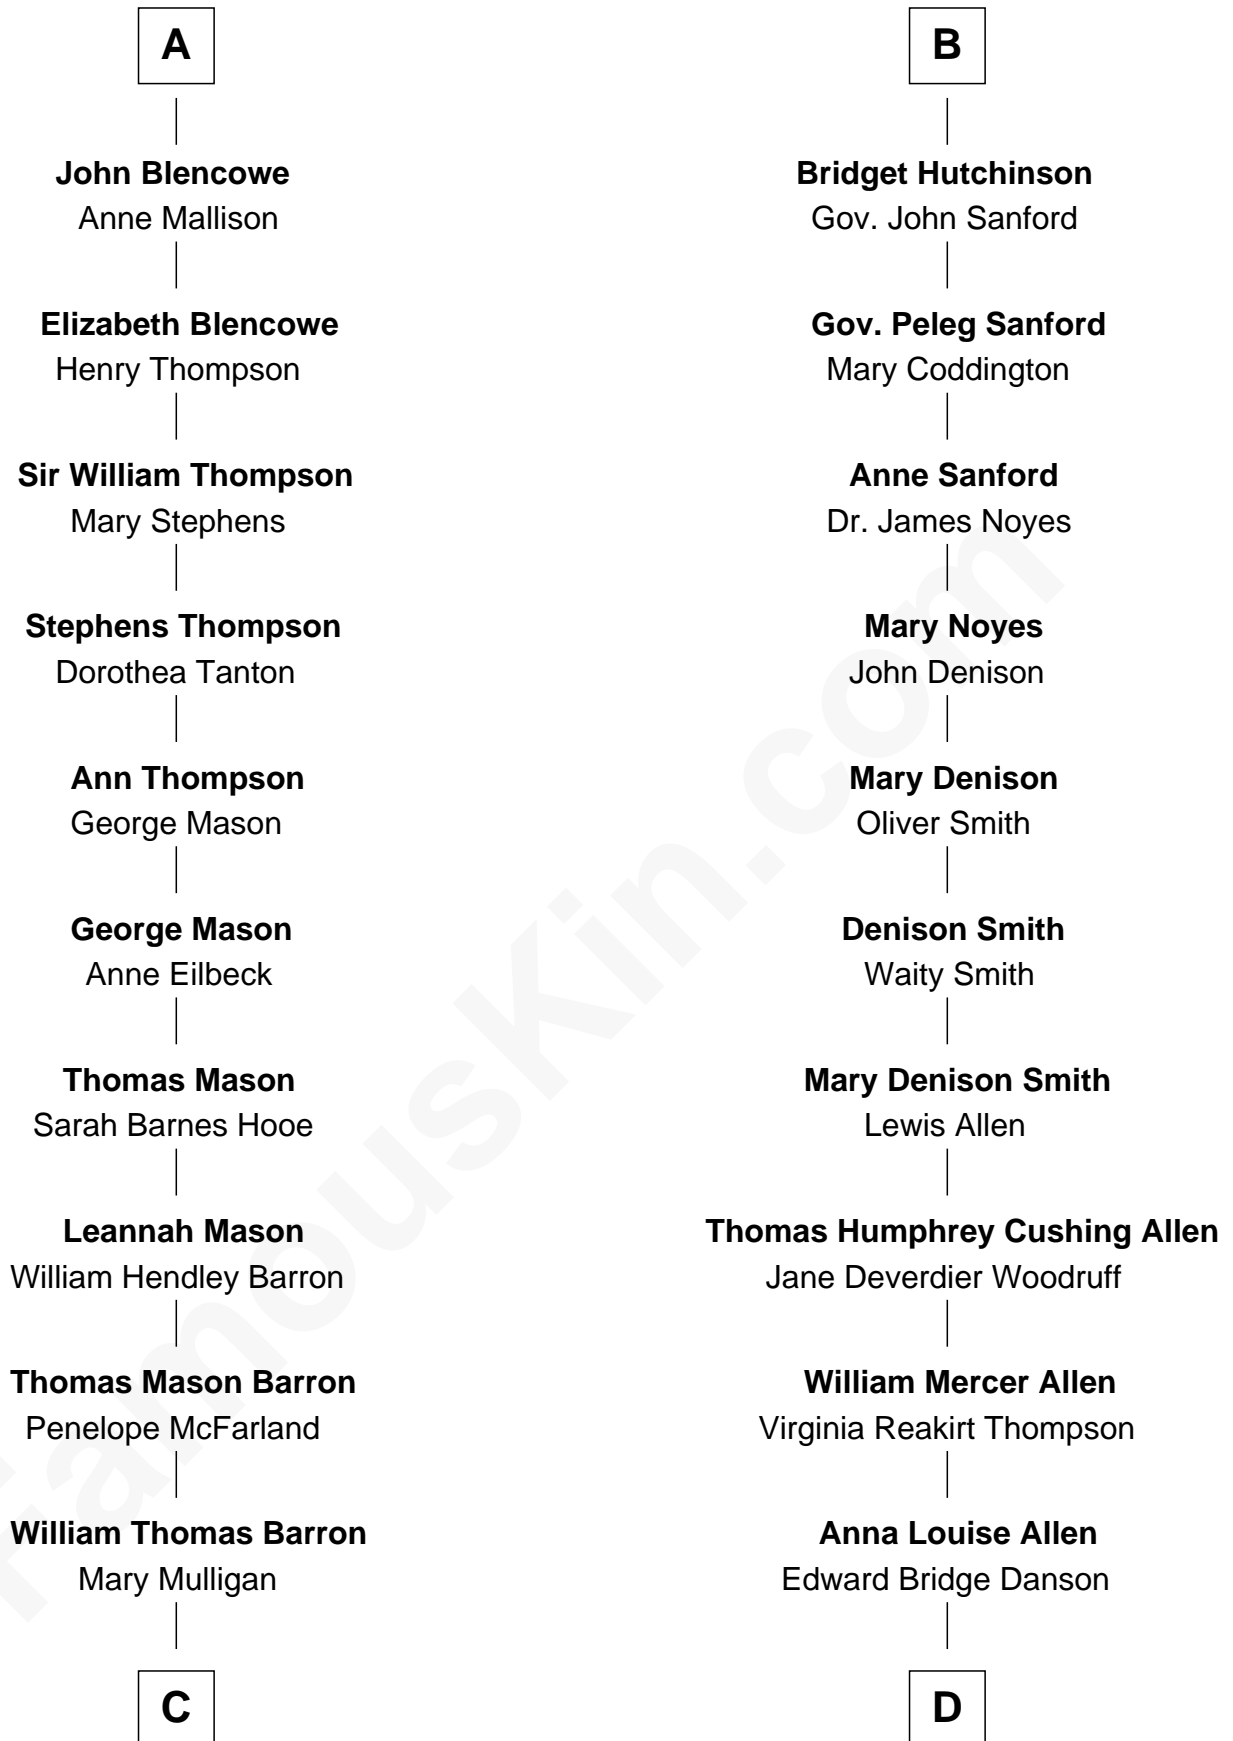 A
John Blencowe
Anne Mallison
Elizabeth Blencowe
Henry Thompson
Sir William Thompson
Mary Stephens
Stephens Thompson
Dorothea Tanton
Ann Thompson
George Mason
George Mason
Anne Eilbeck
Thomas Mason
Sarah Barnes Hooe
Leannah Mason
William Hendley Barron
Thomas Mason Barron
Penelope McFarland
William Thomas Barron
Mary Mulligan
C
B
Bridget Hutchinson
Gov. John Sanford
Gov. Peleg Sanford
Mary Coddington
Anne Sanford
Dr. James Noyes
Mary Noyes
John Denison
Mary Denison
Oliver Smith
Denison Smith
Waity Smith
Mary Denison Smith
Lewis Allen
Thomas Humphrey Cushing Allen
Jane Deverdier Woodruff
William Mercer Allen
Virginia Reakirt Thompson
Anna Louise Allen
Edward Bridge Danson
D
FamousKin.com